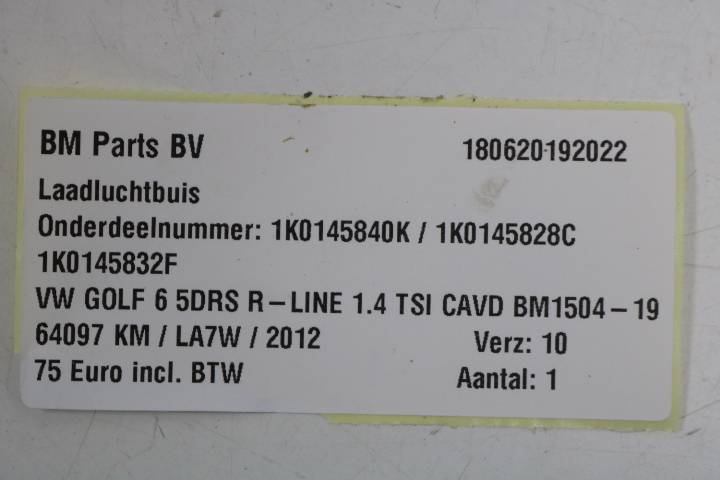 BM Parts BV 180620192022
Laadluchtbuis
Onderdeelnummer: 1K0145840K / 1K0145828C
1K0145832F
VW GOLF 6 5DRS R-LINE 1.4 TSI CAVD BM1504-19
64097 KM / LA7W / 2012 Verz: 10
75 Euro incl. BTW Aantal: 1